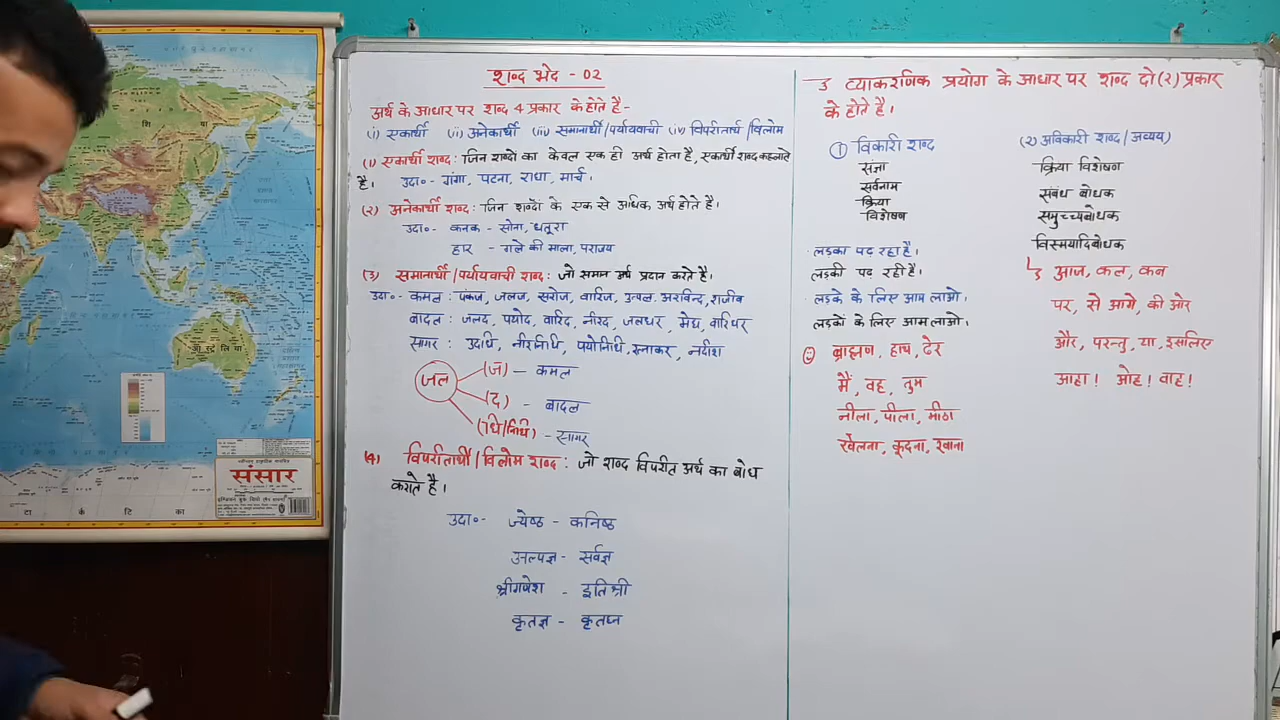 शब्द भेद - 02
अर्थ के आधार पर शब्द 4 प्रकार के होते हैं-
(i) एकार्थी (ii) अनेकार्थी (iii) समानार्थी/पर्यायवाची (iv) विपरीतार्थ/विलोम
(1) एकार्थी शब्द: जिन शब्दों का केवल एक ही अर्थ होता है, एकार्थी शब्द कहलाते
हैं। उदा०- गंगा, पटना, राधा, मार्च।
(2) अनेकार्थी शब्द: जिन शब्दों के एक से अधिक अर्थ होते हैं।
उदा०- कनक - सोना, धतूरा
हार - गले की माला, पराजय
(3) समानार्थी/पर्यायवाची शब्द: जो समान अर्थ प्रदान करते हैं।
उदा०- कमल: पंकज, जलज, सरोज, वारिज, उत्पल, अरविन्द, राजीव
बादल: जलद, पयोद, वारिद, नीरद, जलधर, मेघ, वारिधर
सागर: उदधि, नीरनिधि, पयोनिधि, रत्नाकर, नदीश
जल
(ज) - कमल
(द) - बादल
(धि/निधि) - सागर
(4) विपरीतार्थी/विलोम शब्द: जो शब्द विपरीत अर्थ का बोध
कराते हैं।
उदा०- ज्येष्ठ - कनिष्ठ
अल्पज्ञ - सर्वज्ञ
श्रीगणेश - इतिश्री
कृतज्ञ - कृतघ्न
व्याकरणिक प्रयोग के आधार पर शब्द दो (२) प्रकार
के होते हैं।
① विकारी शब्द
संज्ञा
सर्वनाम
क्रिया
विशेषण
लड़का पढ़ रहा है।
लड़की पढ़ रही है।
लड़के के लिए आम लाओ।
लड़कों के लिए आम लाओ।
ब्राह्मण, हाथ, ढेर
मैं, वह, तुम
नीला, पीला, मीठा
खेलना, कूदना, खाना
(२) अविकारी शब्द/अव्यय)
क्रिया विशेषण
संबंध बोधक
समुच्चयबोधक
विस्मयादिबोधक
आज, कल, कब
पर, से आगे, की ओर
और, परन्तु, या, इसलिए
आहा! ओह! वाह!
शि या
ऑ स्ट्रे लि या
संसार
टा र्क टि का